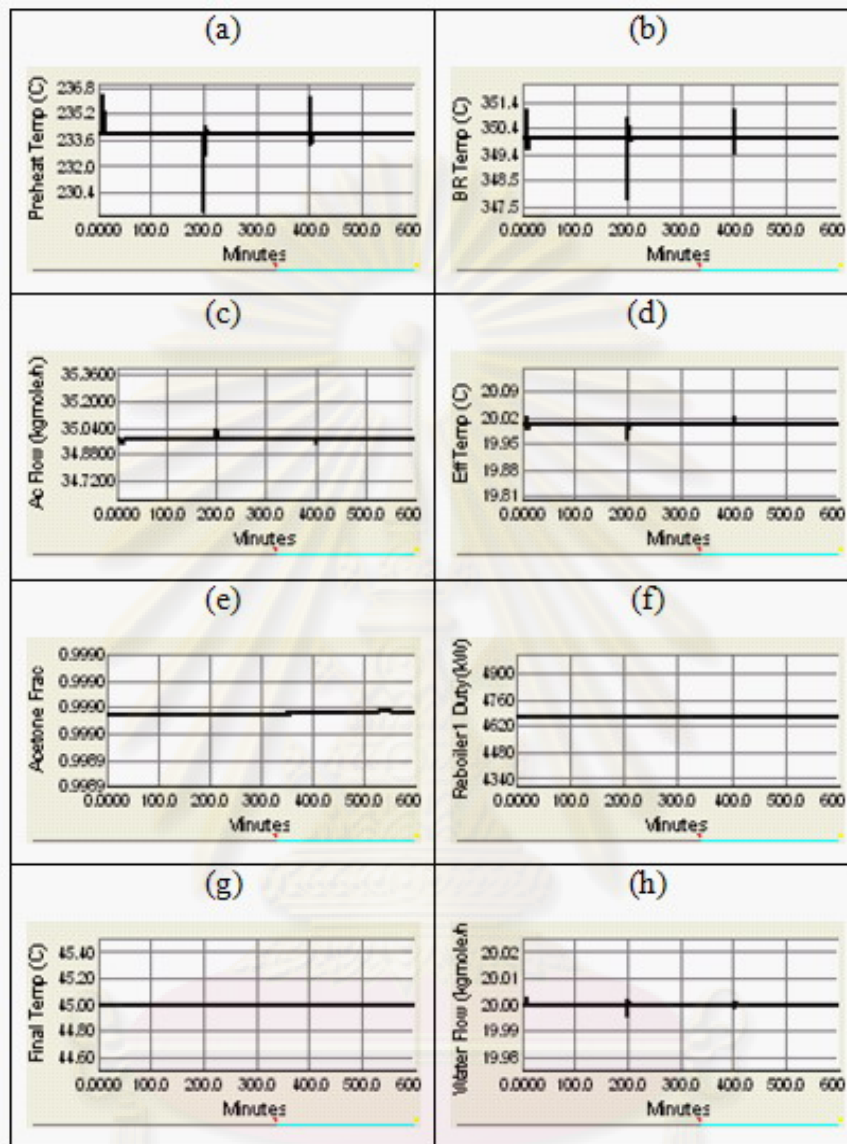 (a)
Preheat Temp (C)
236.8
235.2
233.6
232.0
230.4
0.0000 100.0 200.0 300.0 400.0 500.0 600
Minutes
(b)
BR Temp (C)
351.4
350.4
349.4
348.5
347.5
0.0000 100.0 200.0 300.0 400.0 500.0 600
Minutes
(c)
Ac Flow (kgmole/h
35.3600
35.2000
35.0400
34.8800
34.7200
0.0000 100.0 200.0 300.0 400.0 500.0 600
Minutes
(d)
Eff Temp (C)
20.09
20.02
19.95
19.88
19.81
0.0000 100.0 200.0 300.0 400.0 500.0 600
Minutes
(e)
Acetone Frac
0.9990
0.9990
0.9990
0.9990
0.9989
0.9989
0.0000 100.0 200.0 300.0 400.0 500.0 600
Minutes
(f)
Reboiler1 Duty(kW)
4900
4760
4620
4480
4340
0.0000 100.0 200.0 300.0 400.0 500.0 600
Minutes
(g)
Final Temp (C)
45.40
45.20
45.00
44.80
44.60
0.0000 100.0 200.0 300.0 400.0 500.0 600
Minutes
(h)
Water Flow (kgmole/h
20.02
20.01
20.00
19.99
19.98
0.0000 100.0 200.0 300.0 400.0 500.0 600
Minutes